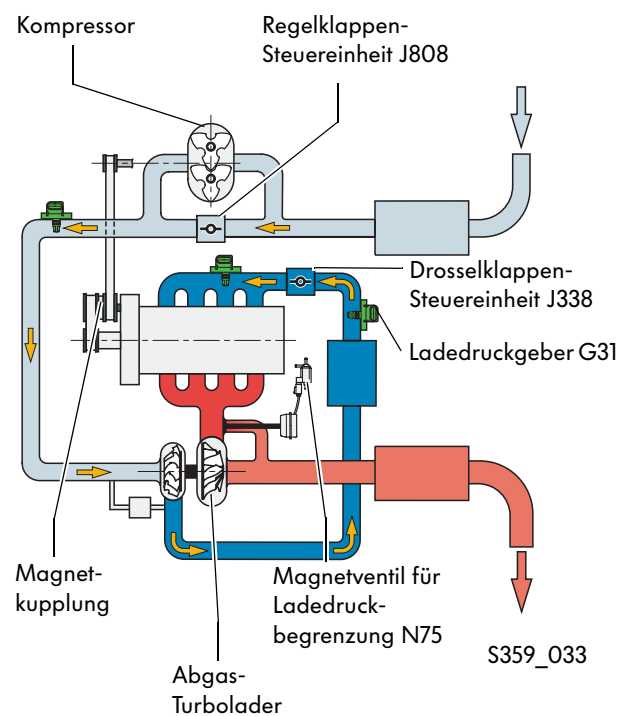 Kompressor
Regelklappen-
Steuereinheit J808
Drosselklappen-
Steuereinheit J338
Ladedruckgeber G31
Magnet-
kupplung
Magnetventil für
Ladedruck-
begrenzung N75
Abgas-
Turbolader
S359_033